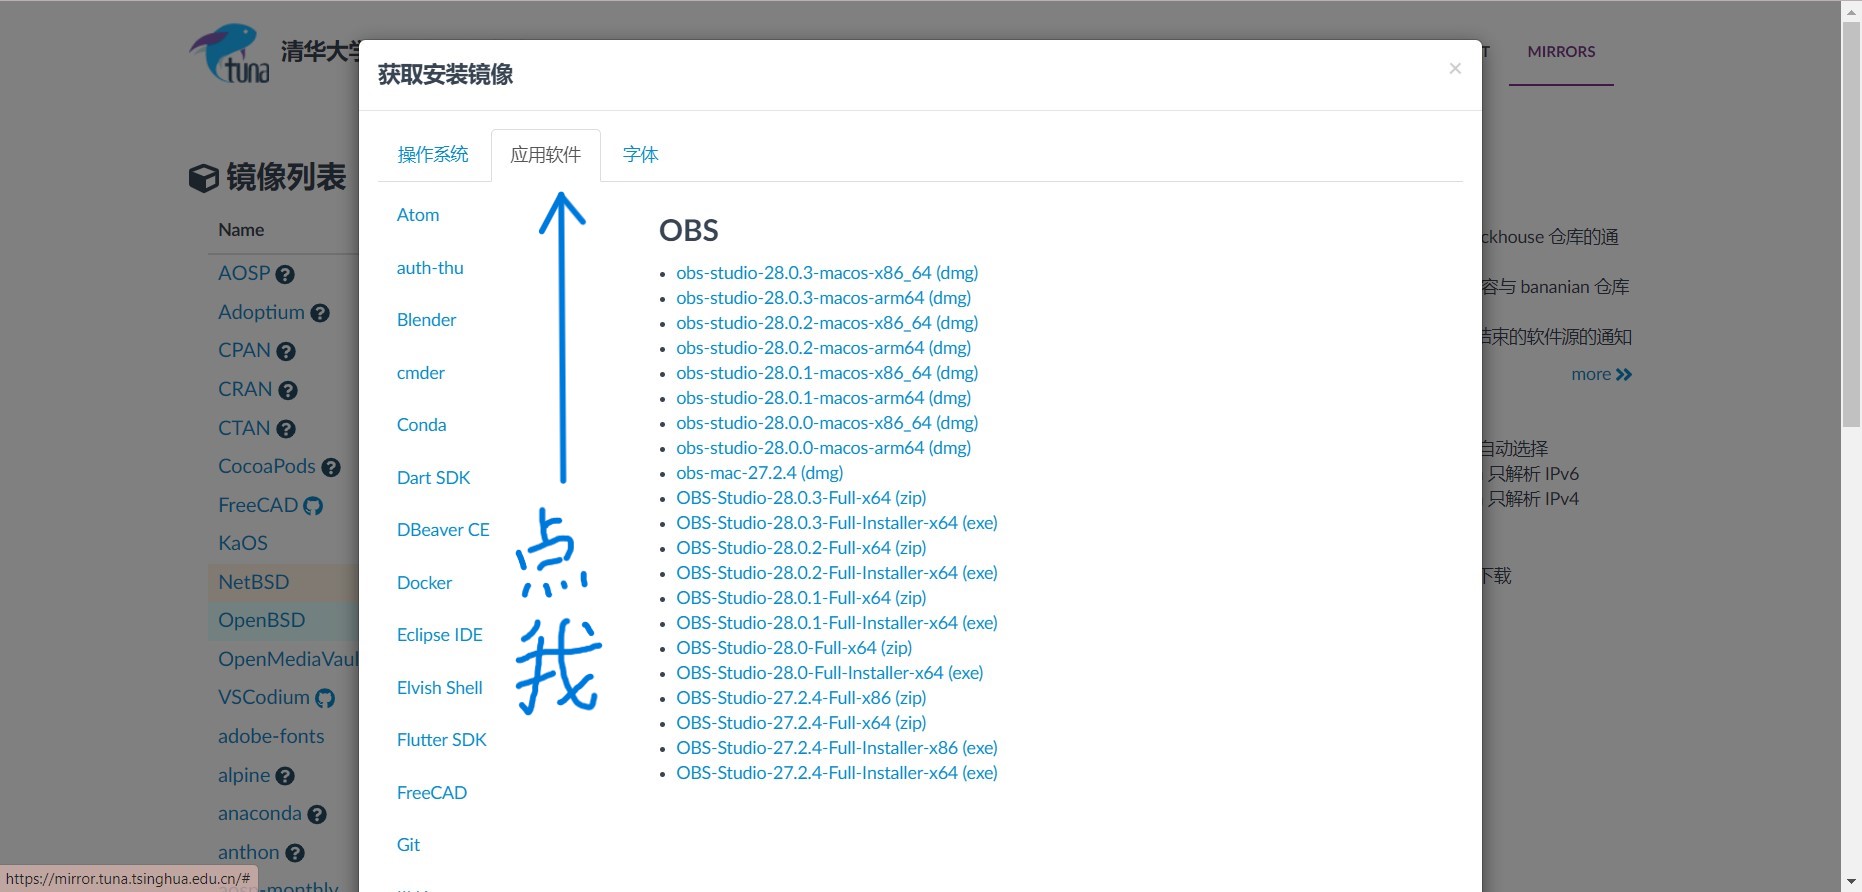 tuna
清华大学
T
MIRRORS
获取安装镜像
×
操作系统
应用软件
字体
镜像列表
Name
AOSP
Adoptium
CPAN
CRAN
CTAN
CocoaPods
FreeCAD
KaOS
NetBSD
OpenBSD
OpenMediaVaul
VSCodium
adobe-fonts
alpine
anaconda
anthon
https://mirror.tuna.tsinghua.edu.cn/#
Atom
auth-thu
Blender
cmder
Conda
Dart SDK
DBeaver CE
Docker
Eclipse IDE
Elvish Shell
Flutter SDK
FreeCAD
Git
点
我
OBS
obs-studio-28.0.3-macos-x86_64 (dmg)
obs-studio-28.0.3-macos-arm64 (dmg)
obs-studio-28.0.2-macos-x86_64 (dmg)
obs-studio-28.0.2-macos-arm64 (dmg)
obs-studio-28.0.1-macos-x86_64 (dmg)
obs-studio-28.0.1-macos-arm64 (dmg)
obs-studio-28.0.0-macos-x86_64 (dmg)
obs-studio-28.0.0-macos-arm64 (dmg)
obs-mac-27.2.4 (dmg)
OBS-Studio-28.0.3-Full-x64 (zip)
OBS-Studio-28.0.3-Full-Installer-x64 (exe)
OBS-Studio-28.0.2-Full-x64 (zip)
OBS-Studio-28.0.2-Full-Installer-x64 (exe)
OBS-Studio-28.0.1-Full-x64 (zip)
OBS-Studio-28.0.1-Full-Installer-x64 (exe)
OBS-Studio-28.0-Full-x64 (zip)
OBS-Studio-28.0-Full-Installer-x64 (exe)
OBS-Studio-27.2.4-Full-x86 (zip)
OBS-Studio-27.2.4-Full-x64 (zip)
OBS-Studio-27.2.4-Full-Installer-x86 (exe)
OBS-Studio-27.2.4-Full-Installer-x64 (exe)
ckhouse 仓库的通
容与 bananian 仓库
结束的软件源的通知
more
自动选择
只解析 IPv6
只解析 IPv4
下载